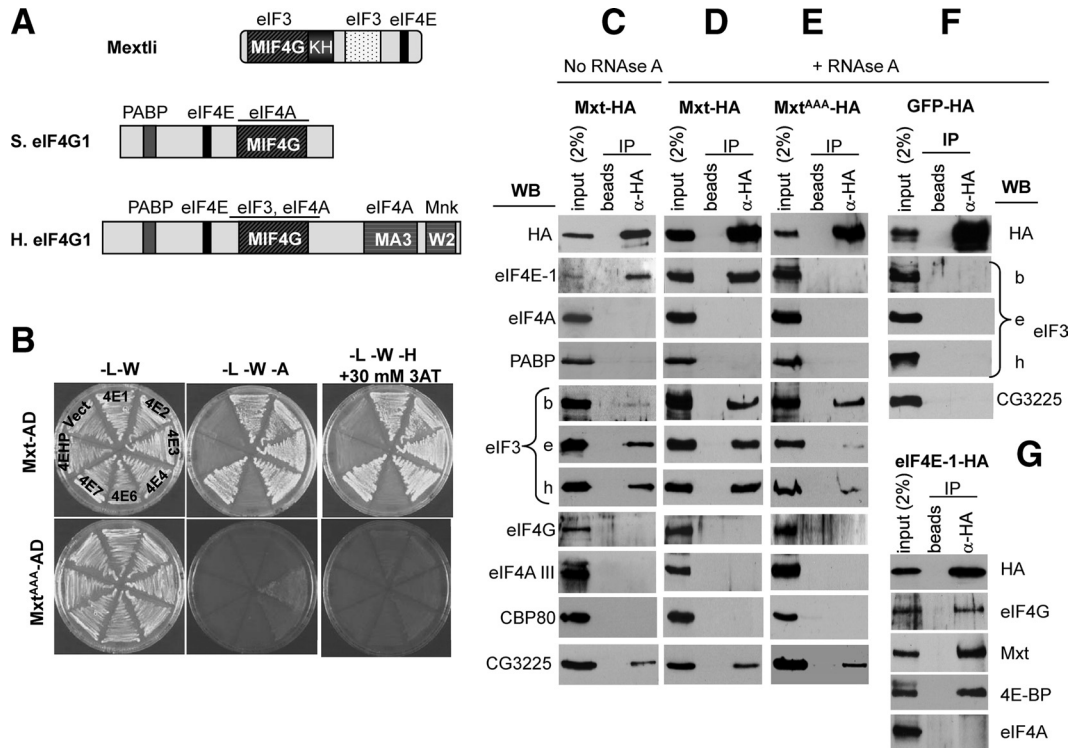 A
eIF3 eIF3 eIF4E
Mextli MIF4G KH
PABP eIF4E eIF4A
S. eIF4G1 MIF4G
PABP eIF4E eIF3, eIF4A eIF4A Mnk
H. eIF4G1 MIF4G MA3 W2
B
-L-W -L -W -A -L -W -H
+30 mM 3AT
Mxt-AD
Vect 4E1 4E2 4E3 4E4 4E6 4E7 4EHP
MxtAAA-AD
C D E F
No RNAse A + RNAse A
Mxt-HA Mxt-HA MxtAAA-HA GFP-HA
input (2%) beads IP α-HA input (2%) beads IP α-HA input (2%) beads IP α-HA input (2%) beads IP α-HA
WB WB
HA HA
eIF4E-1 b
eIF4A e eIF3
PABP h
b CG3225
eIF3 e
h
eIF4G
eIF4A III
CBP80
CG3225
G
eIF4E-1-HA
input (2%) beads IP α-HA
HA
eIF4G
Mxt
4E-BP
eIF4A